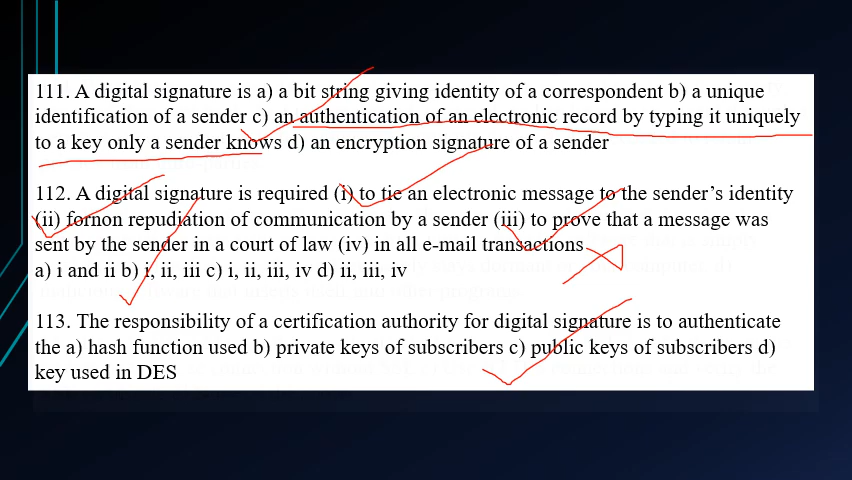 111. A digital signature is a) a bit string giving identity of a correspondent b) a unique
identification of a sender c) an authentication of an electronic record by typing it uniquely
to a key only a sender knows d) an encryption signature of a sender
112. A digital signature is required (i) to tie an electronic message to the sender’s identity
(ii) fornon repudiation of communication by a sender (iii) to prove that a message was
sent by the sender in a court of law (iv) in all e-mail transactions
a) i and ii b) i, ii, iii c) i, ii, iii, iv d) ii, iii, iv
113. The responsibility of a certification authority for digital signature is to authenticate
the a) hash function used b) private keys of subscribers c) public keys of subscribers d)
key used in DES